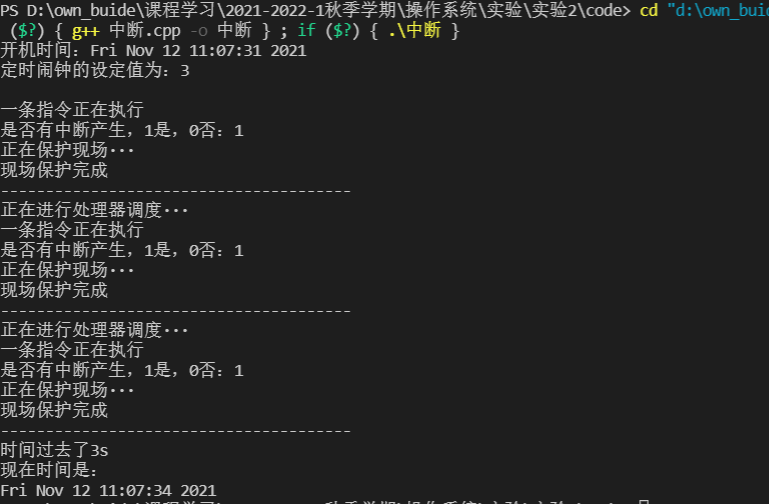 PS D:\own_buide\课程学习\2021-2022-1秋季学期\操作系统\实验\实验2\code> cd "d:\own_buid
($?) { g++ 中断.cpp -o 中断 } ; if ($?) { .\中断 }
开机时间：Fri Nov 12 11:07:31 2021
定时闹钟的设定值为：3
一条指令正在执行
是否有中断产生，1是，0否：1
正在保护现场···
现场保护完成
---------------------------------------
正在进行处理器调度···
一条指令正在执行
是否有中断产生，1是，0否：1
正在保护现场···
现场保护完成
---------------------------------------
正在进行处理器调度···
一条指令正在执行
是否有中断产生，1是，0否：1
正在保护现场···
现场保护完成
---------------------------------------
时间过去了3s
现在时间是：
Fri Nov 12 11:07:34 2021